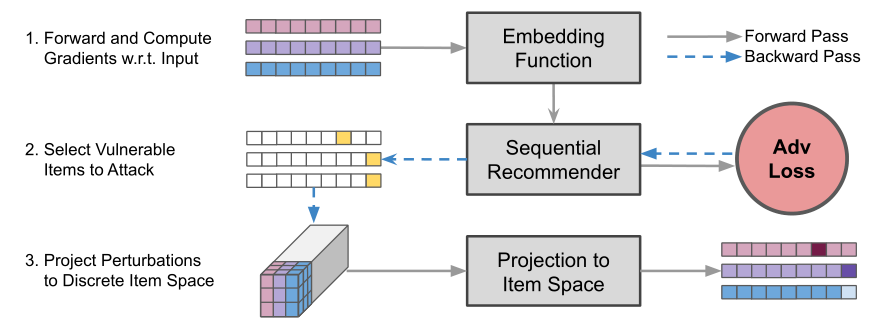 1. Forward and Compute
Gradients w.r.t. Input
Embedding
Function
Forward Pass
Backward Pass
2. Select Vulnerable
Items to Attack
Sequential
Recommender
Adv
Loss
3. Project Perturbations
to Discrete Item Space
Projection to
Item Space